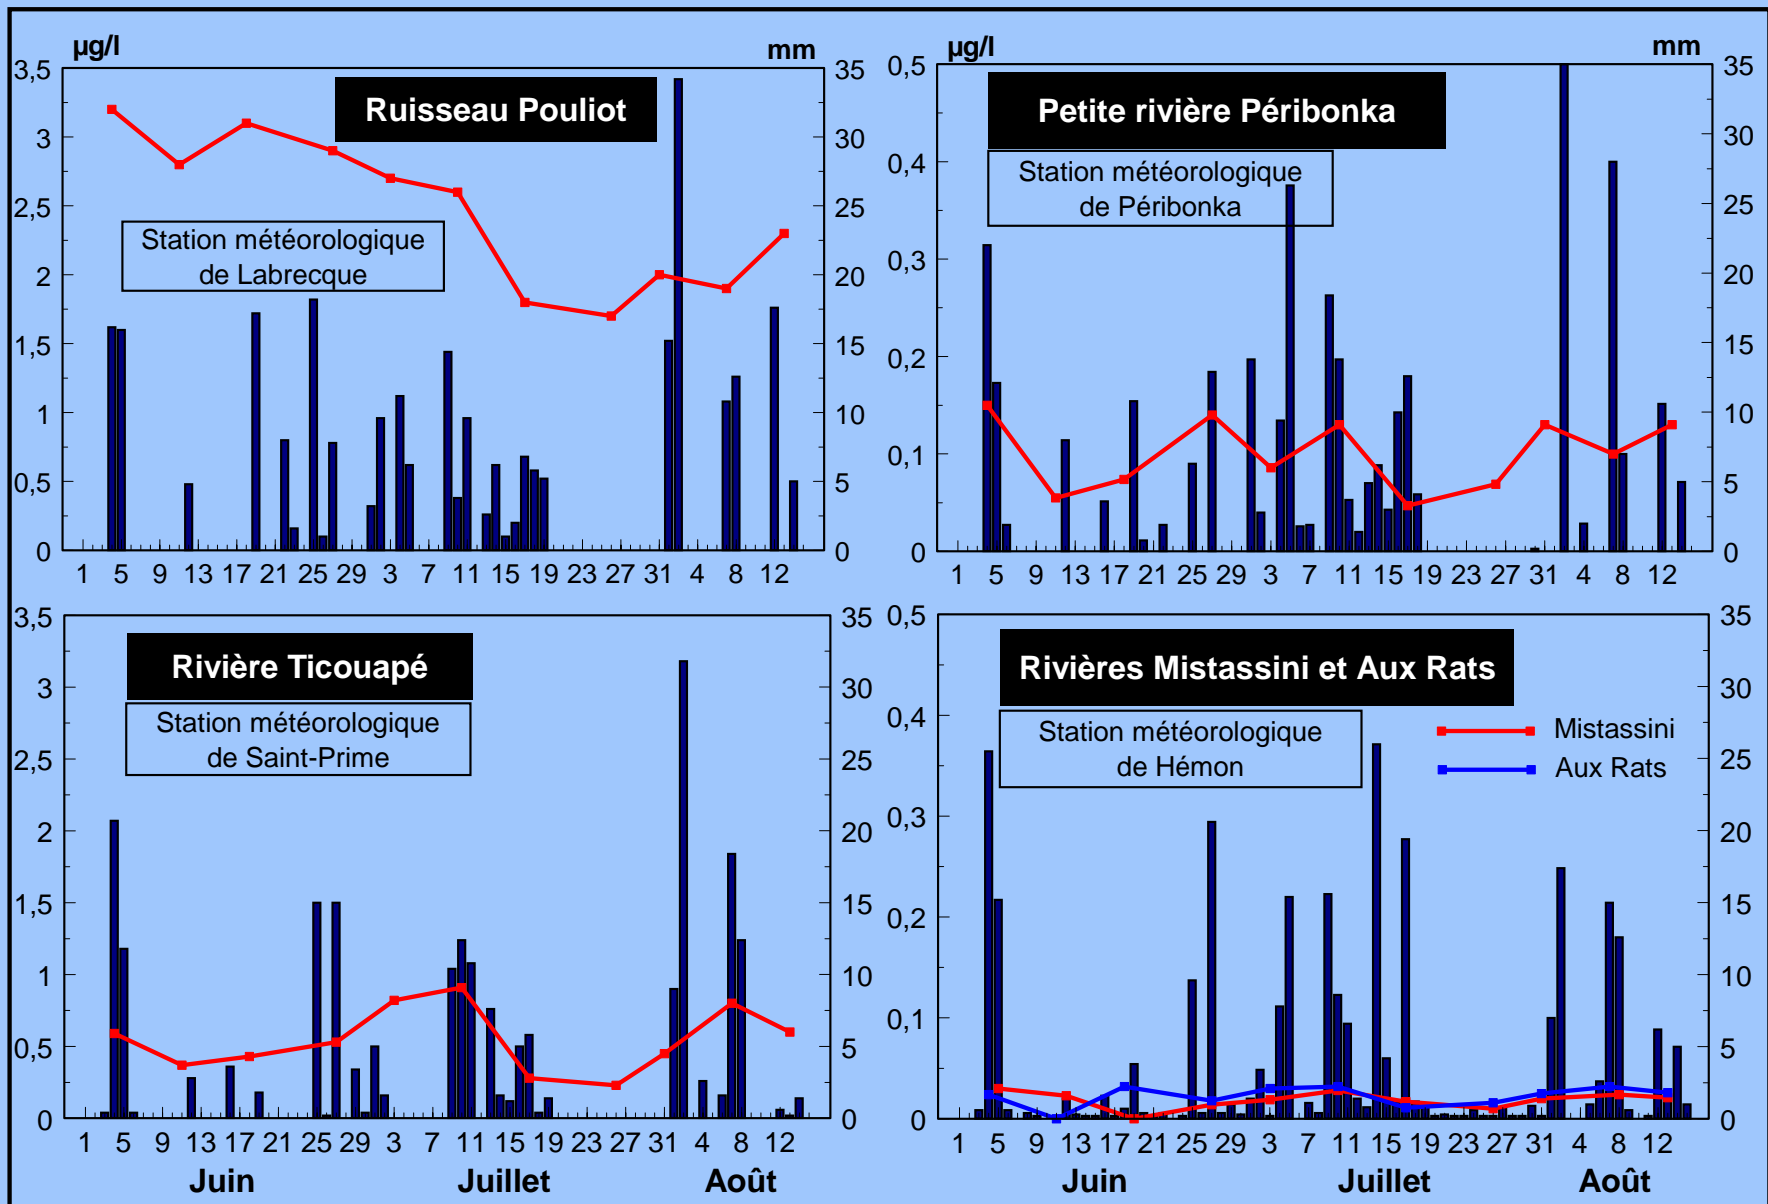 µg/l
mm
Ruisseau Pouliot
Station météorologique
de Labrecque
3,5
3
2,5
2
1,5
1
0,5
0
35
30
25
20
15
10
5
0
1 5 9 13 17 21 25 29 3 7 11 15 19 23 27 31 4 8 12
µg/l
mm
Petite rivière Péribonka
Station météorologique
de Péribonka
0,5
0,4
0,3
0,2
0,1
0
35
30
25
20
15
10
5
0
1 5 9 13 17 21 25 29 3 7 11 15 19 23 27 31 4 8 12
Rivière Ticouapé
Station météorologique
de Saint-Prime
3,5
3
2,5
2
1,5
1
0,5
0
35
30
25
20
15
10
5
0
1 5 9 13 17 21 25 29 3 7 11 15 19 23 27 31 4 8 12
Juin Juillet Août
Rivières Mistassini et Aux Rats
Station météorologique
de Hémon
Mistassini
Aux Rats
0,5
0,4
0,3
0,2
0,1
0
35
30
25
20
15
10
5
0
1 5 9 13 17 21 25 29 3 7 11 15 19 23 27 31 4 8 12
Juin Juillet Août